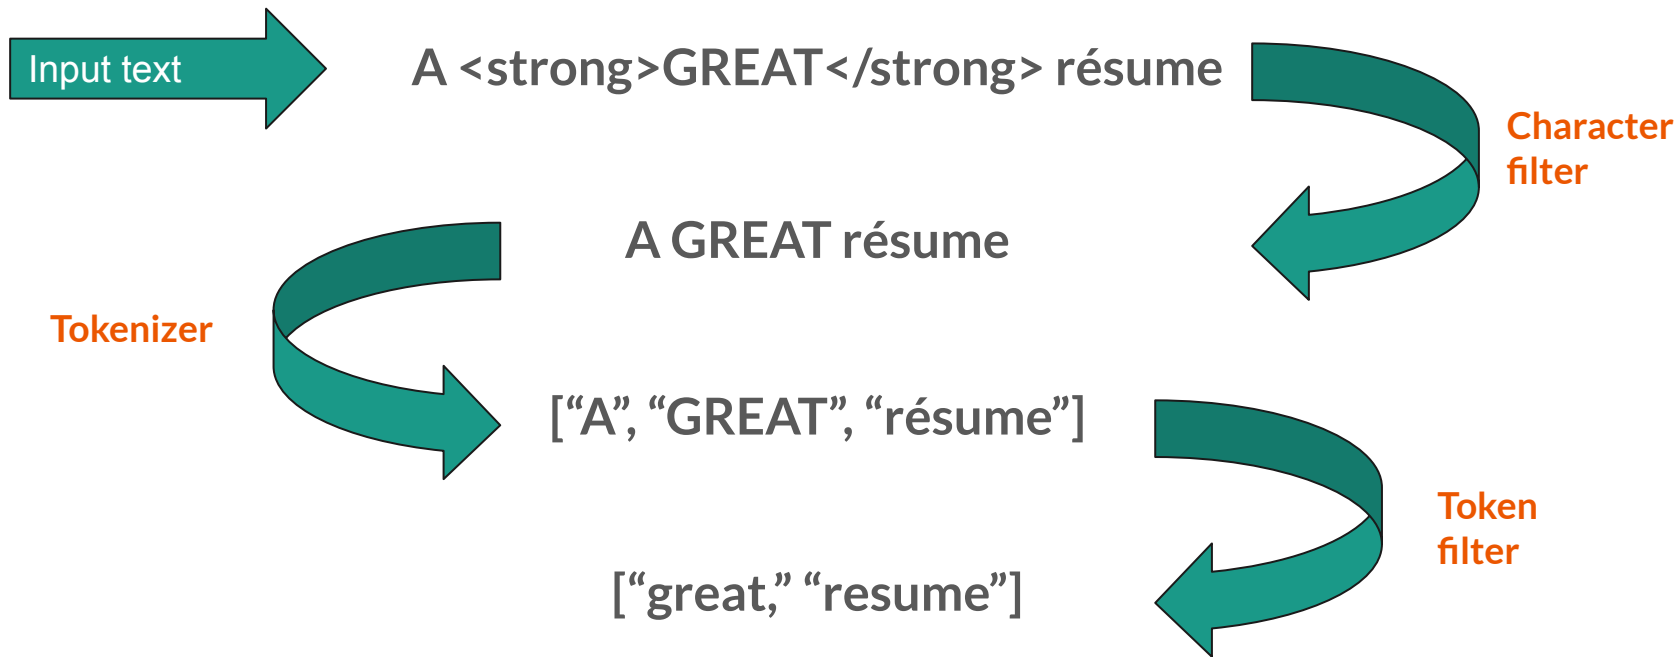 Input text
A <strong>GREAT</strong> résume
Character
filter
A GREAT résume
Tokenizer
[“A”, “GREAT”, “résume”]
Token
filter
[“great,” “resume”]